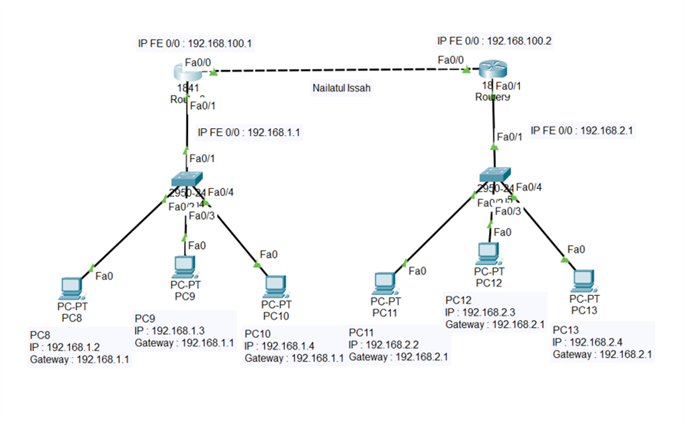 IP FE 0/0 : 192.168.100.1
IP FE 0/0 : 192.168.100.2
Fa0/0
Fa0/0
1841
Fa0/1
Nailatul Issah
Fa0/1
IP FE 0/0 : 192.168.1.1
Fa0/1
IP FE 0/0 : 192.168.2.1
Fa0/1
2950-24
Fa0/4
Fa0/3
2950-24
Fa0/4
Fa0/3
Fa0
Fa0
Fa0
Fa0
Fa0
Fa0
PC-PT
PC8
PC-PT
PC9
PC-PT
PC10
PC-PT
PC11
PC-PT
PC12
PC-PT
PC13
PC8
IP : 192.168.1.2
Gateway : 192.168.1.1
PC9
IP : 192.168.1.3
Gateway : 192.168.1.1
PC10
IP : 192.168.1.4
Gateway : 192.168.1.1
PC11
IP : 192.168.2.2
Gateway : 192.168.2.1
PC12
IP : 192.168.2.3
Gateway : 192.168.2.1
PC13
IP : 192.168.2.4
Gateway : 192.168.2.1